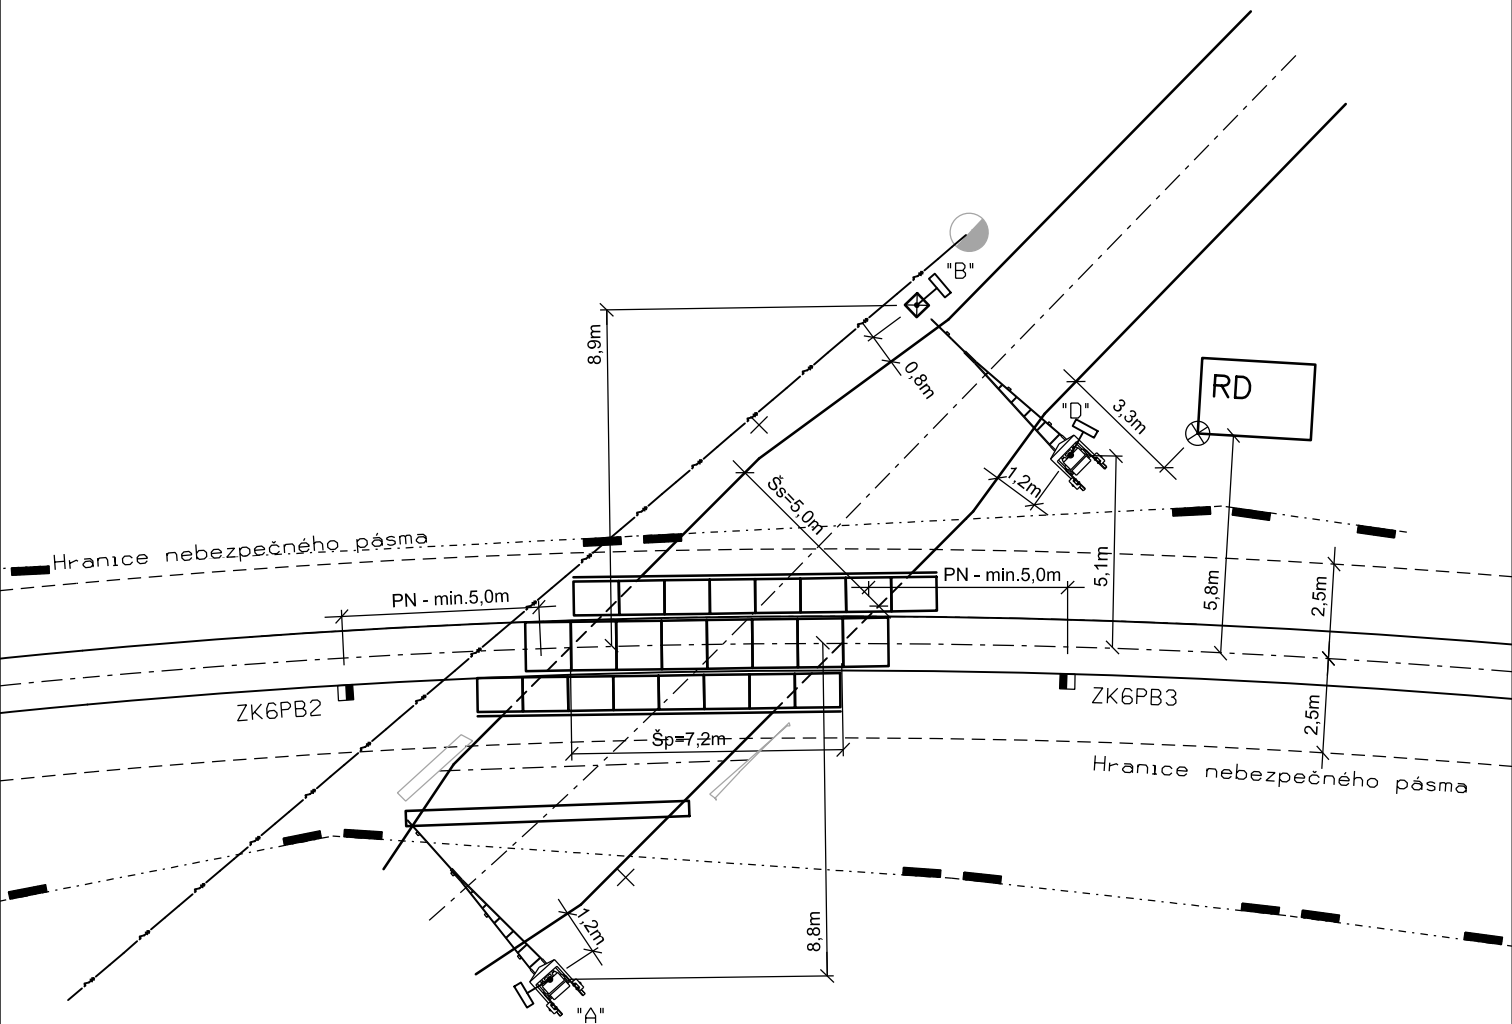 "B"
8,9m
0,8m
RD
"D"
3,3m
Šs=5,0m
1,2m
Hranice nebezpečného pásma
5,1m
PN - min.5,0m
5,8m
2,5m
PN - min.5,0m
ZK6PB2
ZK6PB3
2,5m
Šp=7,2m
Hranice nebezpečného pásma
8,8m
1,2m
"A"